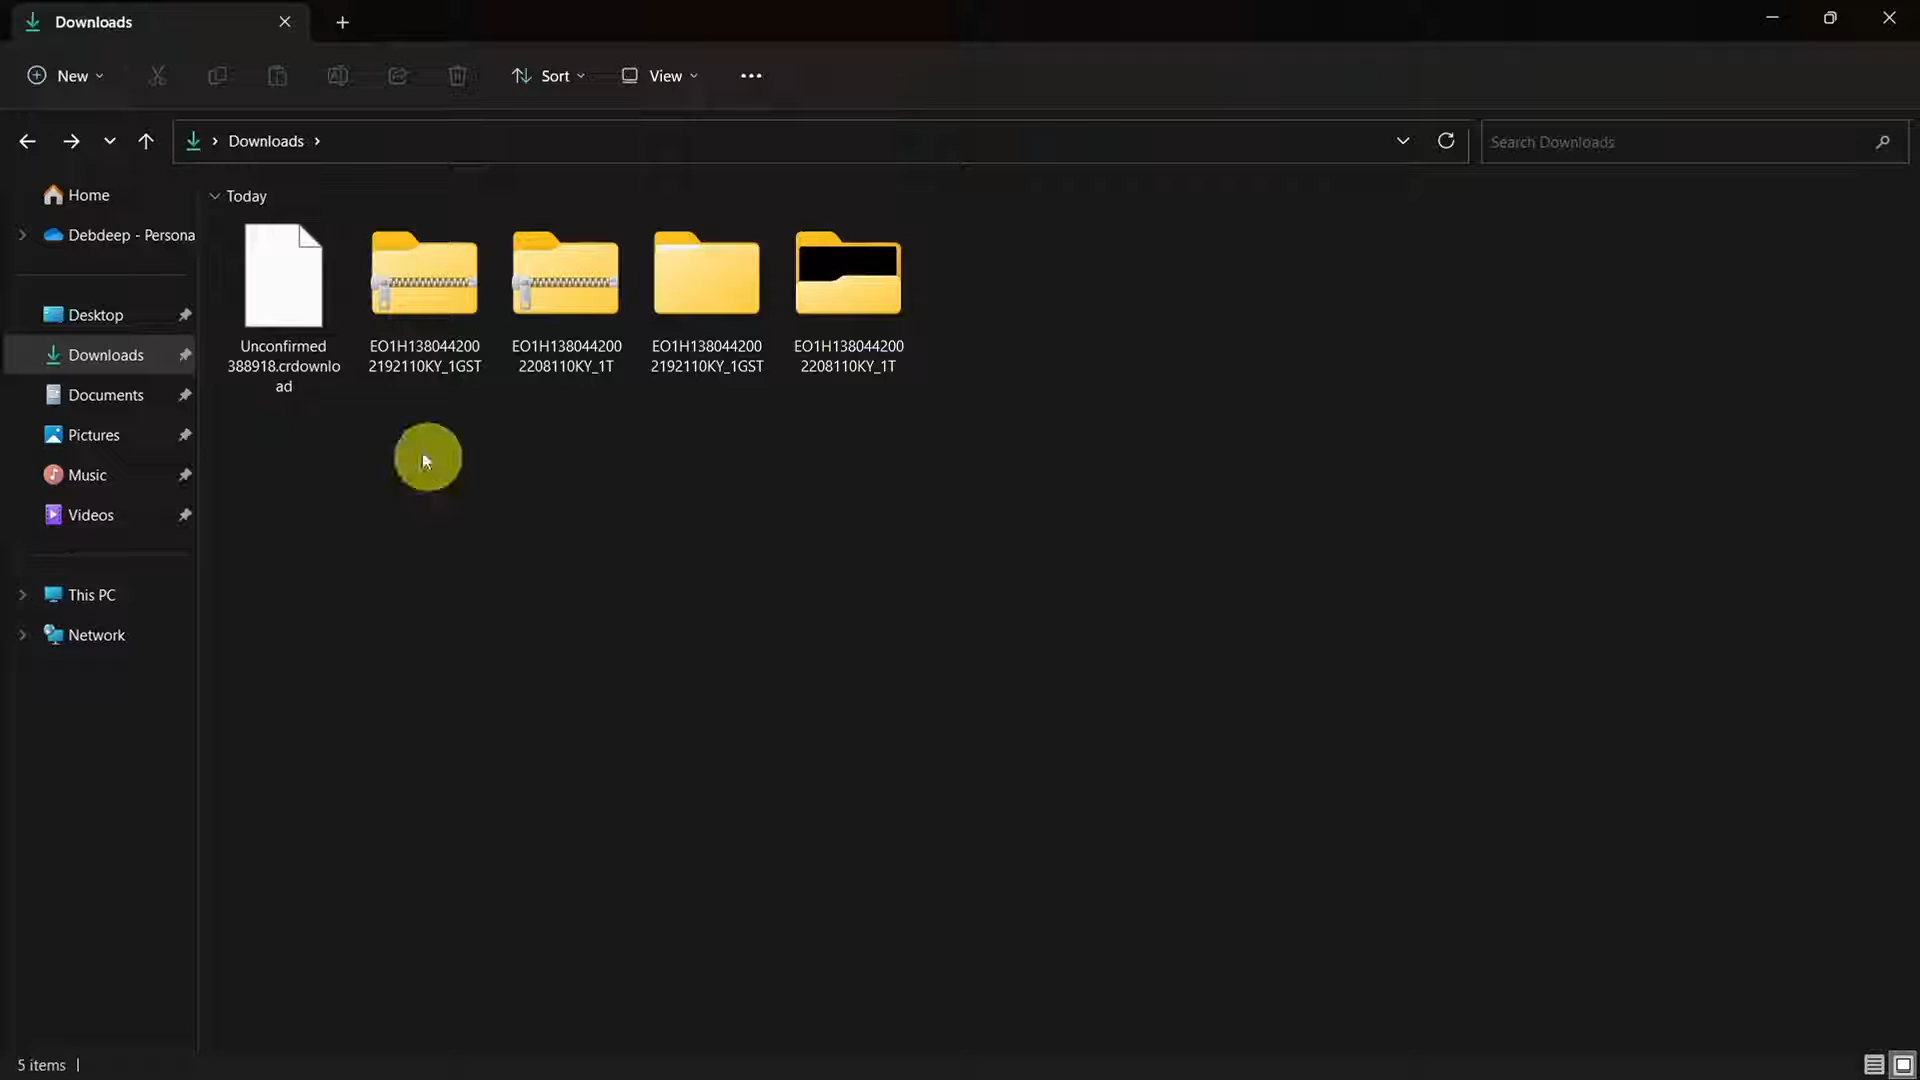 Downloads
New
Sort
View
Downloads
Search Downloads
Home
Debdeep - Persona
Desktop
Downloads
Documents
Pictures
Music
Videos
This PC
Network
Today
Unconfirmed
388918.crdownlo
ad
EO1H138044200
2192110KY_1GST
EO1H138044200
2208110KY_1T
EO1H138044200
2192110KY_1GST
EO1H138044200
2208110KY_1T
5 items